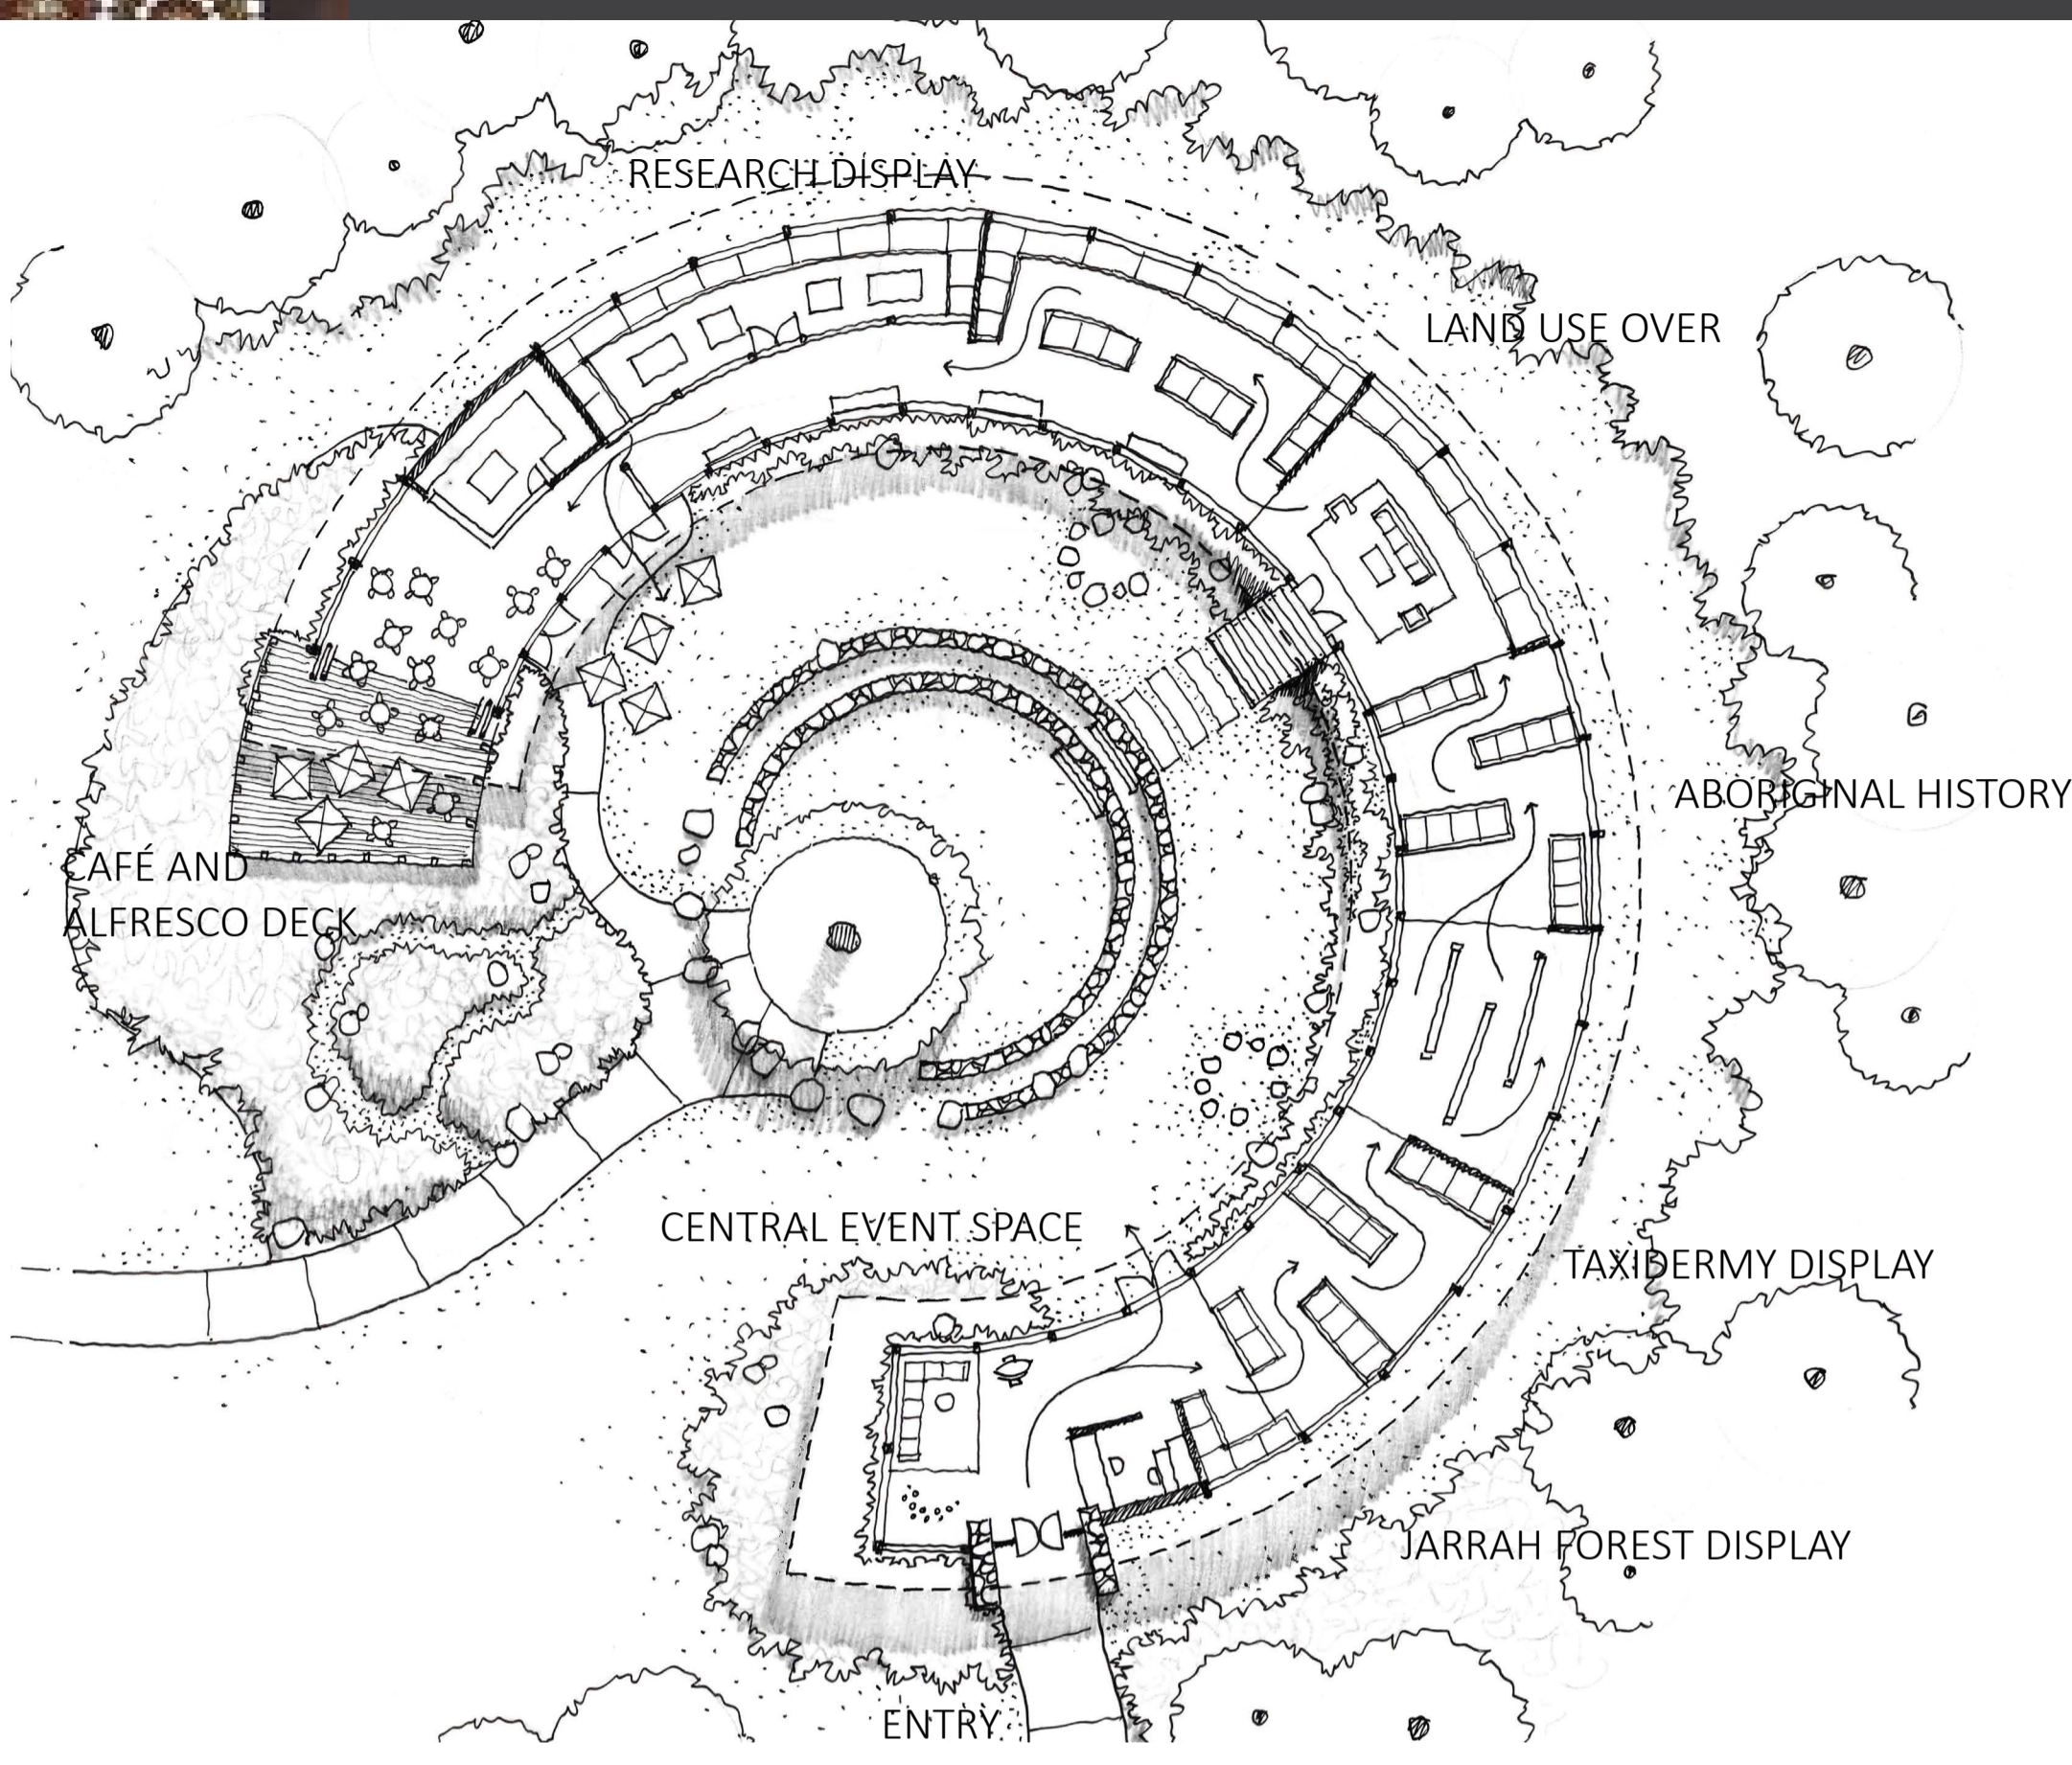 RESEARCH DISPLAY
LAND USE OVER
ABORIGINAL HISTORY
CAFÉ AND
ALFRESCO DECK
CENTRAL EVENT SPACE
TAXIDERMY DISPLAY
JARRAH FOREST DISPLAY
ENTRY